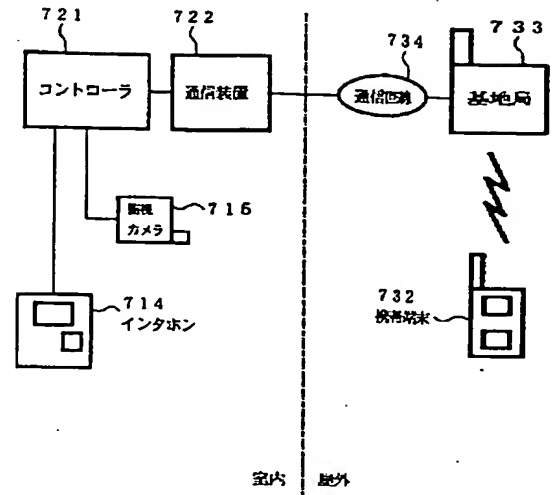 721
722
734
733
コントローラ
通信装置
通信回線
基地局
監視
カメラ
715
714
インタホン
732
携帯端末
室内
屋外